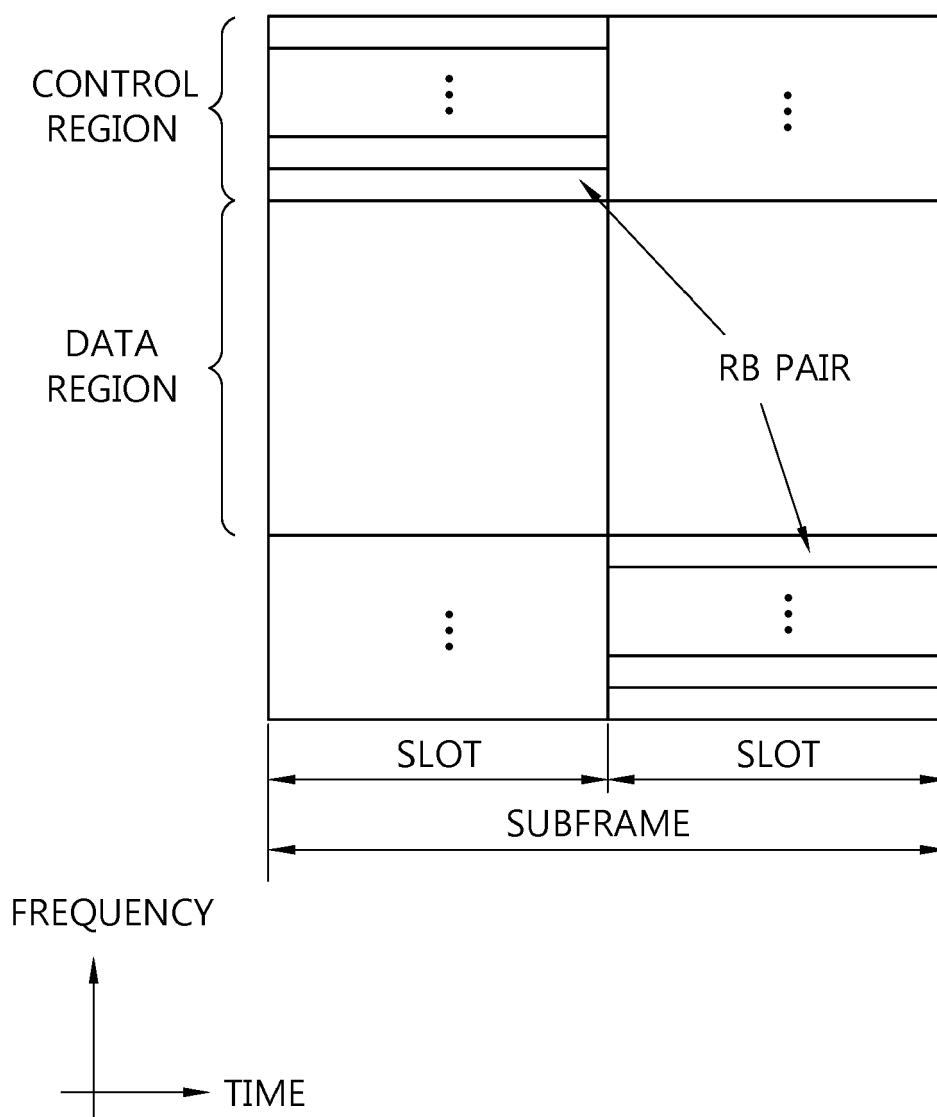 CONTROL
REGION
DATA
REGION
RB PAIR
SLOT
SLOT
SUBFRAME
FREQUENCY
TIME